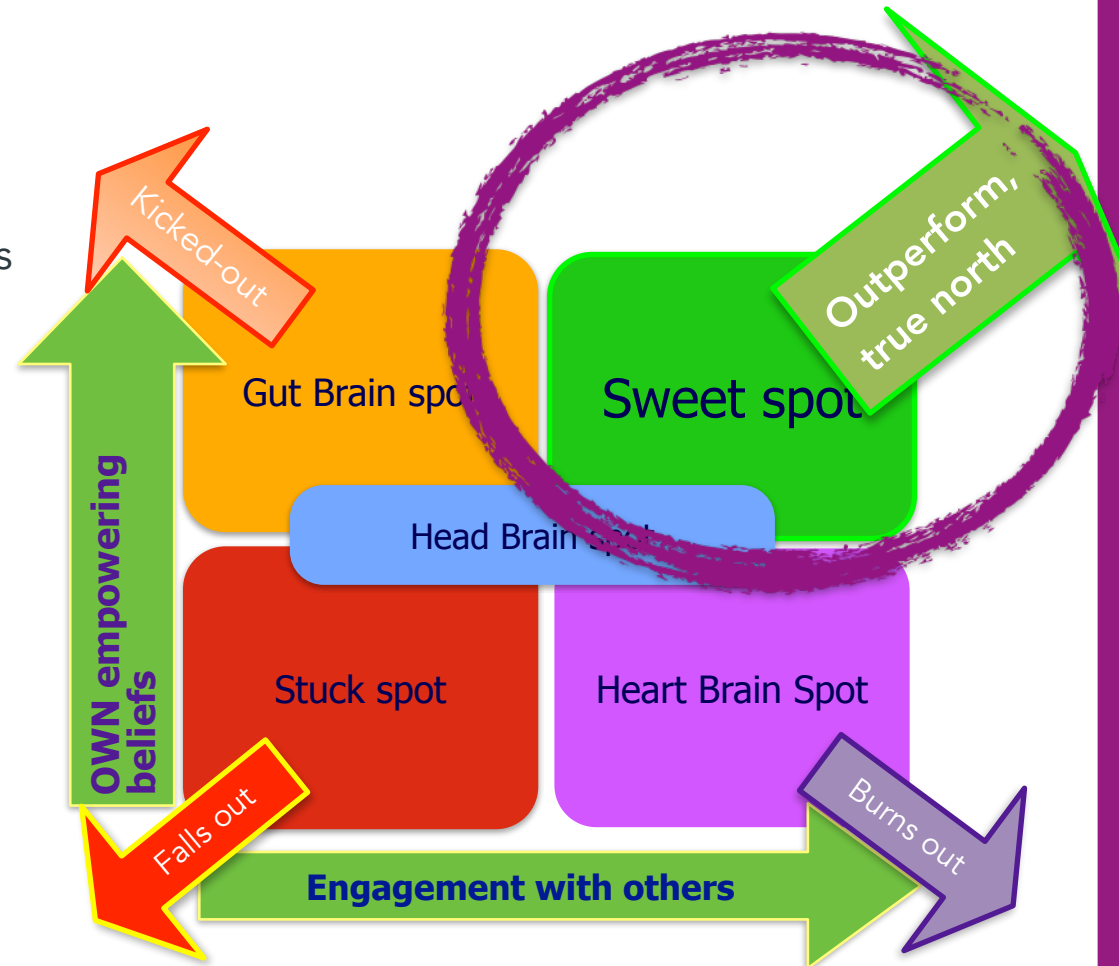 Kicked-out
s
Outperform,
true north
Gut Brain spot
Sweet spot
Head Brain spot
OWN empowering
beliefs
Stuck spot
Heart Brain Spot
Falls out
Burns out
Engagement with others